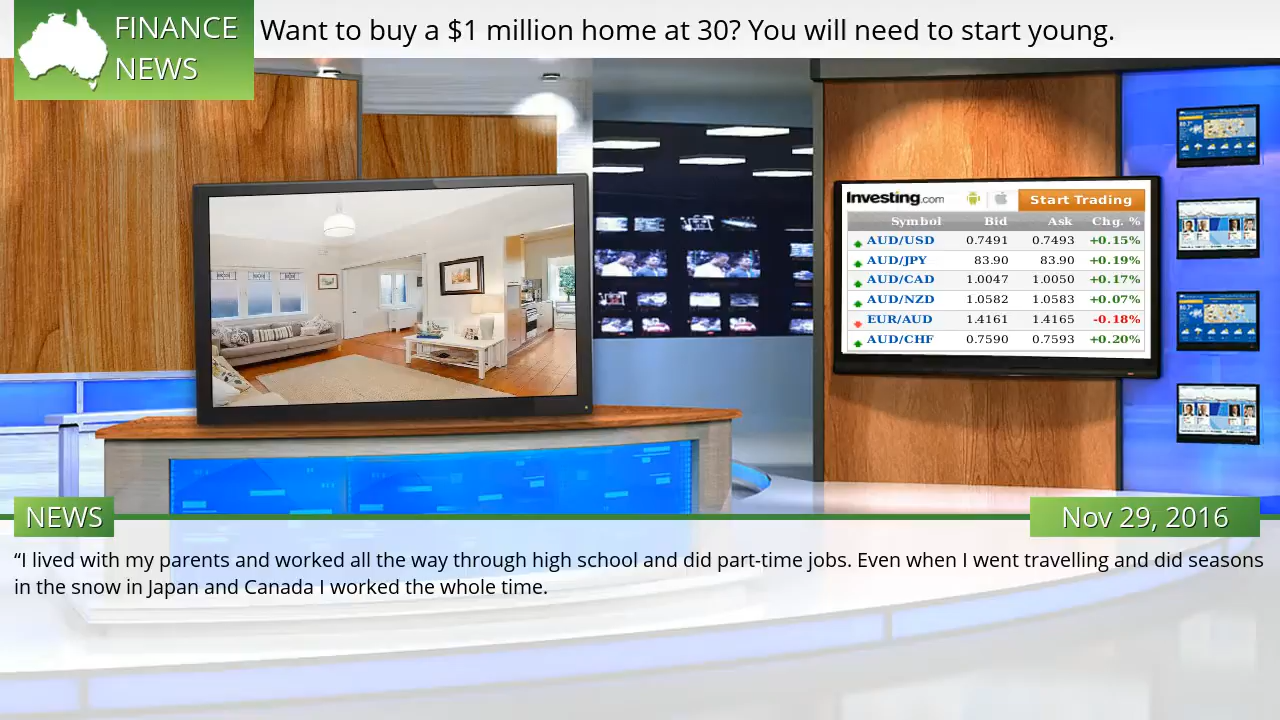 FINANCE
NEWS
Want to buy a $1 million home at 30? You will need to start young.
Investing.com
Start Trading
Symbol Bid Ask Chg. %
AUD/USD 0.7491 0.7493 +0.15%
AUD/JPY 83.90 83.90 +0.19%
AUD/CAD 1.0047 1.0050 +0.17%
AUD/NZD 1.0582 1.0583 +0.07%
EUR/AUD 1.4161 1.4165 -0.18%
AUD/CHF 0.7590 0.7593 +0.20%
NEWS
Nov 29, 2016
“I lived with my parents and worked all the way through high school and did part-time jobs. Even when I went travelling and did seasons
in the snow in Japan and Canada I worked the whole time.